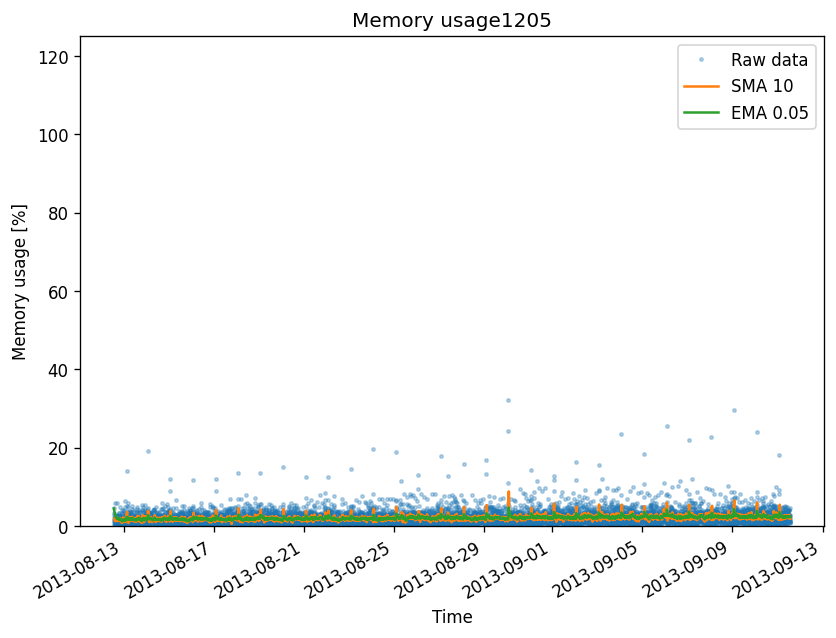 Memory usage1205
Raw data
SMA 10
EMA 0.05
120
100
80
60
40
20
0
Memory usage [%]
2013-08-13
2013-08-17
2013-08-21
2013-08-25
2013-08-29
2013-09-01
2013-09-05
2013-09-09
2013-09-13
Time